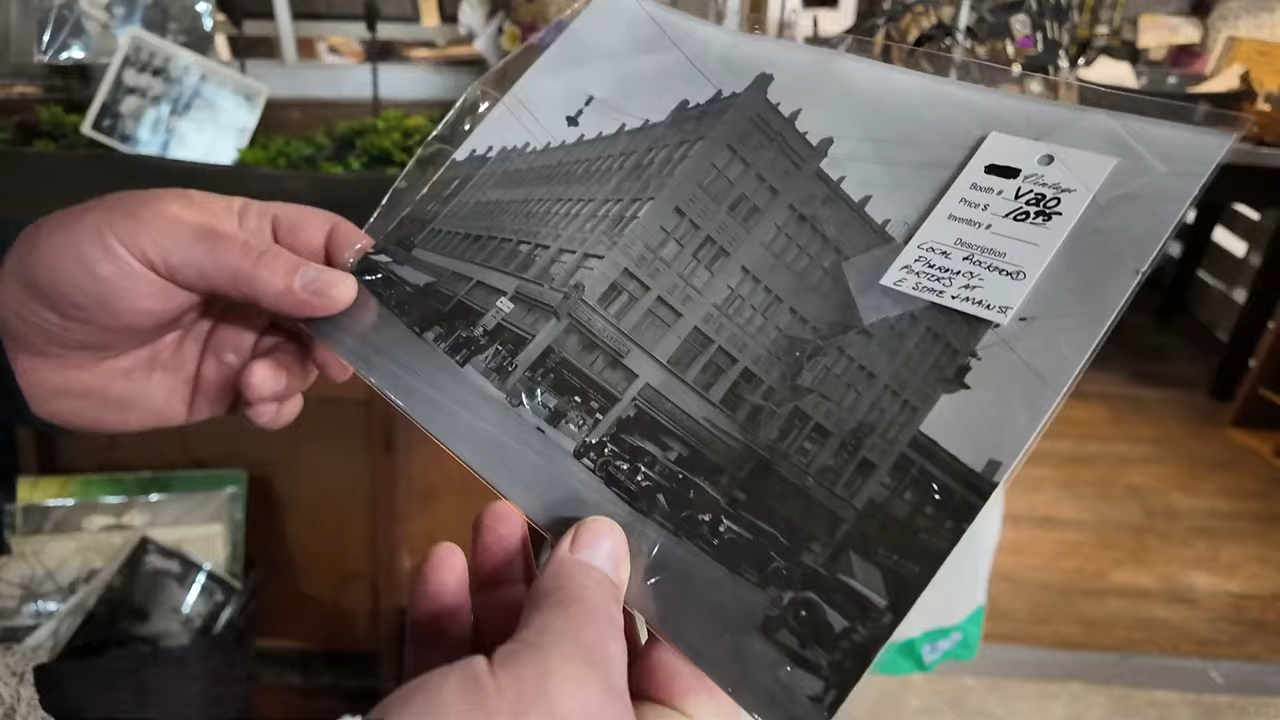 Vintage
Booth # V20
Price $ 10.95
Inventory #
Description
LOCAL ROCKFORD
PHARMACY.
PORTERS AT
E. STATE + MAIN ST.